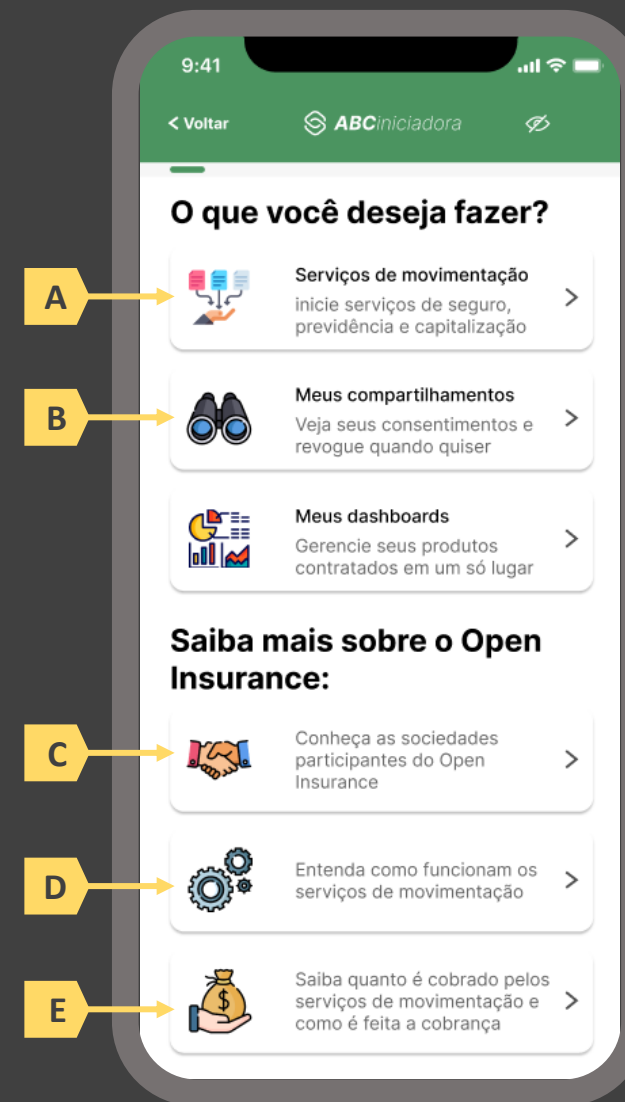 9:41
< Voltar
ABCiniciadora
O que você deseja fazer?
A
Serviços de movimentação
inicie serviços de seguro,
previdência e capitalização
B
Meus compartilhamentos
Veja seus consentimentos e
revogue quando quiser
Meus dashboards
Gerencie seus produtos
contratados em um só lugar
Saiba mais sobre o Open
Insurance:
C
Conheça as sociedades
participantes do Open
Insurance
D
Entenda como funcionam os
serviços de movimentação
E
$
Saiba quanto é cobrado pelos
serviços de movimentação e
como é feita a cobrança